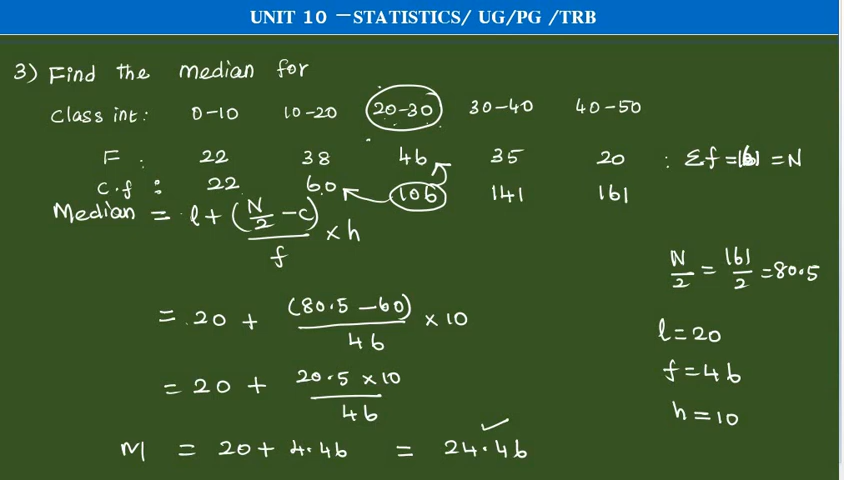 UNIT 10 – STATISTICS/ UG/PG /TRB
3) Find the median for
Class int: 0-10 10-20 20-30 30-40 40-50
F : 22 38 46 35 20 : Σf = 161 = N
C.f : 22 60 106 141 161
Median = l + (N/2 - c)/f × h
N/2 = 161/2 = 80.5
= 20 + (80.5 - 60)/46 × 10
l = 20
= 20 + 20.5 × 10/46
f = 46
h = 10
M = 20 + 4.46 = 24.46 ✓